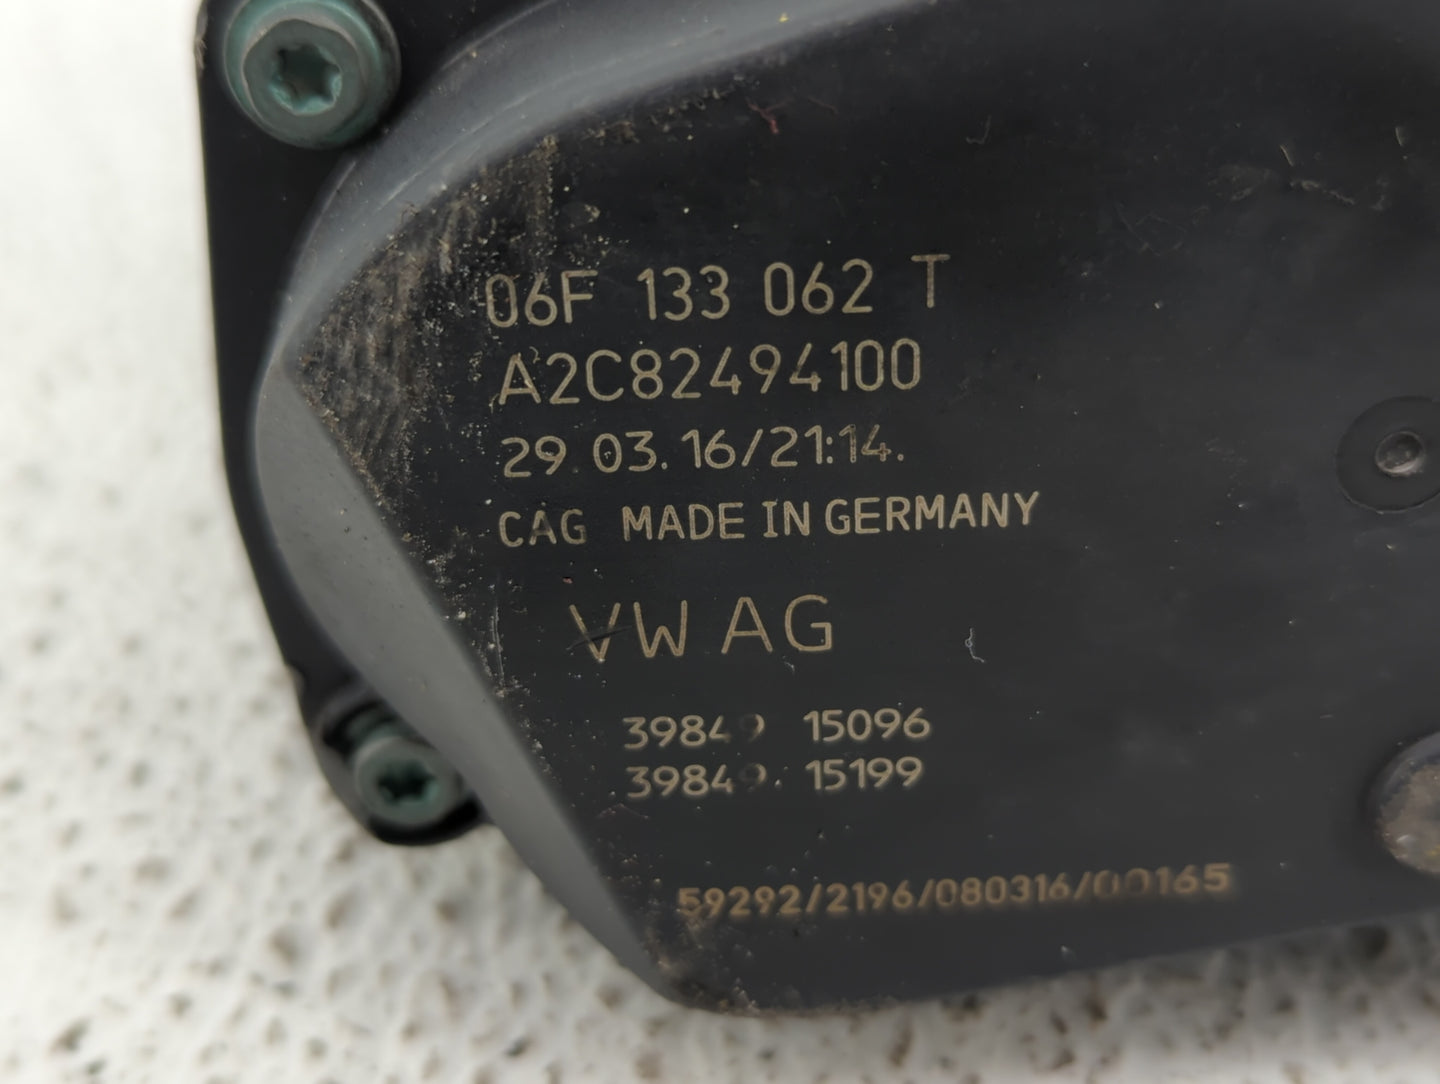 06F 133 062 T
A2C82494100
29.03.16/21:14.
CAG MADE IN GERMANY
VW AG
39849 15096
39849. 15199
59292/2196/080316/00165